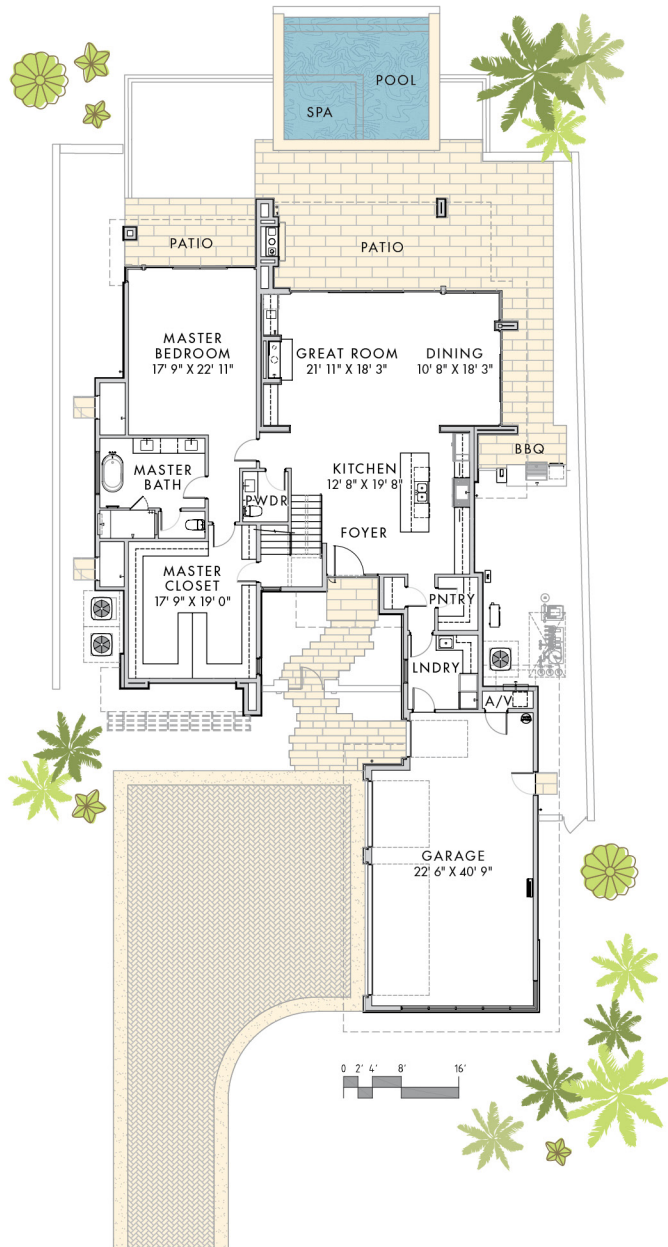 POOL
SPA
PATIO
PATIO
MASTER
BEDROOM
17' 9" X 22' 11"
GREAT ROOM
21' 11" X 18' 3"
DINING
10' 8" X 18' 3"
BBQ
MASTER
BATH
PWDR
KITCHEN
12' 8" X 19' 8"
FOYER
MASTER
CLOSET
17' 9" X 19' 0"
PNTRY
LNDRY
A/V
GARAGE
22' 6" X 40' 9"
0 2' 4' 8' 16'